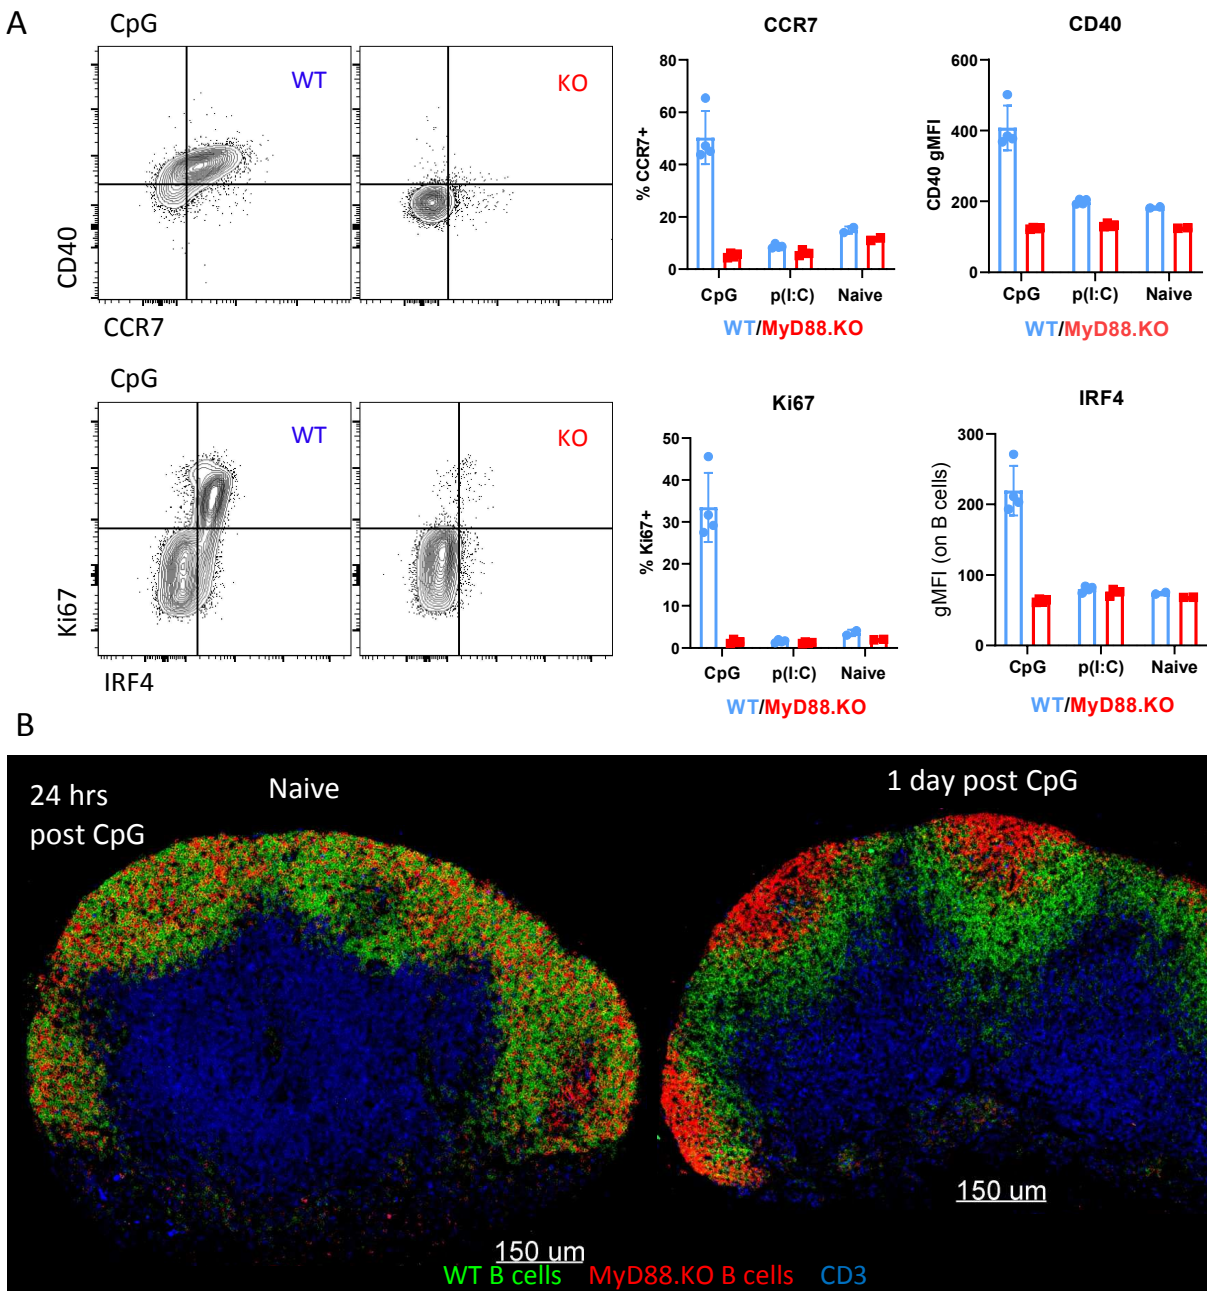 A
CpG
WT
KO
CD40
CCR7
CCR7
% CCR7+
80
60
40
20
0
CpG p(I:C) Naive
WT/MyD88.KO
CD40
CD40 gMFI
600
400
200
0
CpG p(I:C) Naive
WT/MyD88.KO
CpG
WT
KO
Ki67
IRF4
Ki67
% Ki67+
50
40
30
20
10
0
CpG p(I:C) Naive
WT/MyD88.KO
IRF4
gMFI (on B cells)
300
200
100
0
CpG p(I:C) Naive
WT/MyD88.KO
B
24 hrs
post CpG
Naive
1 day post CpG
150 um
150 um
WT B cells MyD88.KO B cells CD3